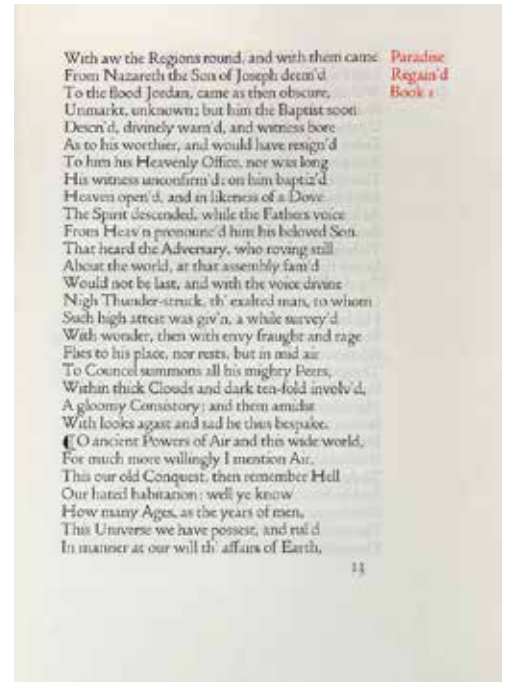 With aw the Regions round, and with them came
From Nazareth the Son of Joseph deem'd
To the flood Jordan, came as then obscure,
Unmarkt, unknown; but him the Baptist soon
Descri'd, divinely warn'd, and witness bore
As to his worthier, and would have resign'd
To him his Heavenly Office, nor was long
His witness unconfirm'd: on him baptiz'd
Heaven open'd, and in likeness of a Dove
The Spirit descended, while the Fathers voice
From Heav'n pronounc'd him his beloved Son.
That heard the Adversary, who roving still
About the world, at that assembly fam'd
Would not be last, and with the voice divine
Nigh Thunder-struck, th' exalted man, to whom
Such high attest was giv'n, a while survey'd
With wonder, then with envy fraught and rage
Flies to his place, nor rests, but in mid air
To Councel summons all his mighty Peers,
Within thick Clouds and dark ten-fold involv'd,
A gloomy Consistory; and them amidst
With looks agast and sad he thus bespake.
¶O ancient Powers of Air and this wide world,
For much more willingly I mention Air,
This our old Conquest, then remember Hell
Our hated habitation; well ye know
How many Ages, as the years of men,
This Universe we have possest, and rul'd
In manner at our will th' affairs of Earth,
Paradise
Regain'd
Book 1
13